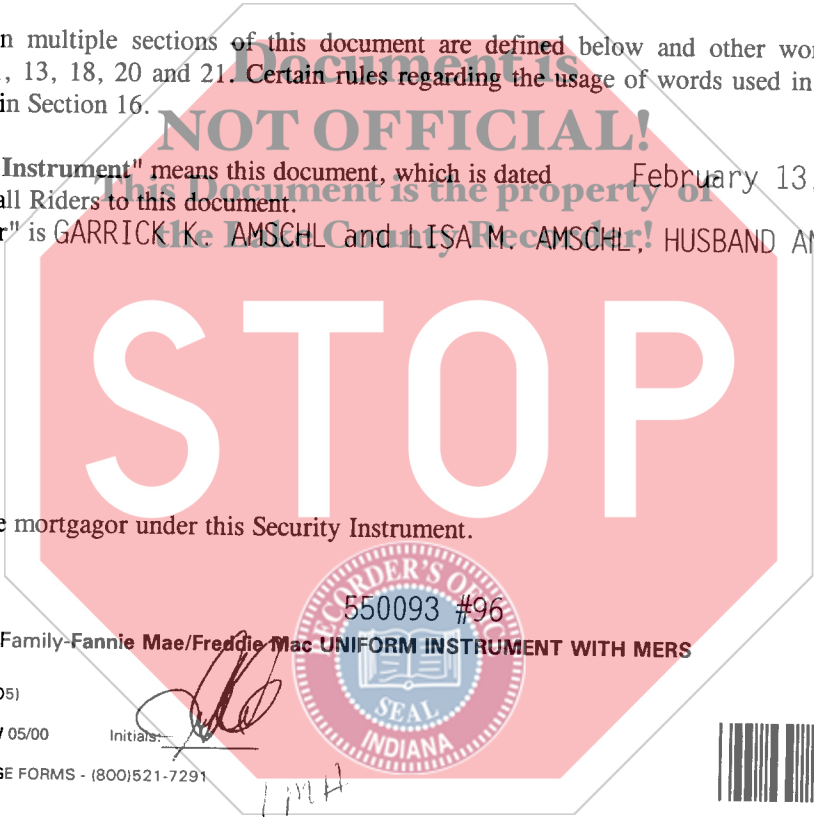 n multiple sections of this document are defined below and other wor
, 13, 18, 20 and 21. Certain rules regarding the usage of words used in
in Section 16.
Document is
NOT OFFICIAL!
This Document is the property of
the Lake County Recorder!
Instrument" means this document, which is dated February 13,
all Riders to this document.
r" is GARRICK K. AMSCHL and LISA M. AMSCHL, HUSBAND AN
STOP
e mortgagor under this Security Instrument.
RECORDER'S OFFICE
550093 #96
Family-Fannie Mae/Freddie Mac UNIFORM INSTRUMENT WITH MERS
05)
05/00 Initials:
SEAL
INDIANA
GE FORMS - (800)521-7291